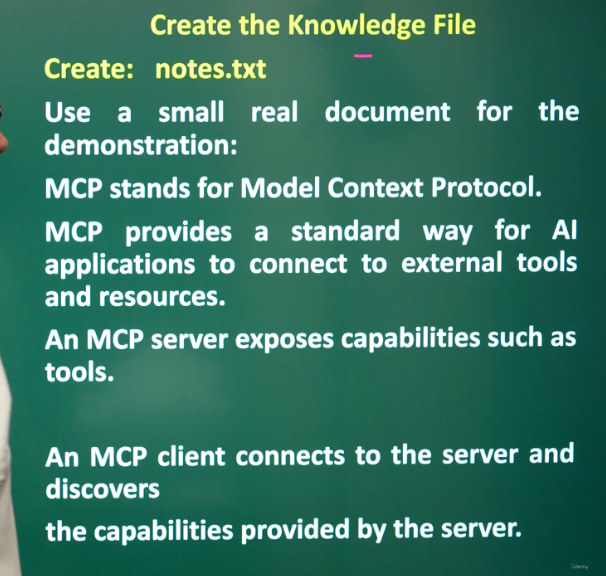 Create the Knowledge File
Create: notes.txt
Use a small real document for the
demonstration:
MCP stands for Model Context Protocol.
MCP provides a standard way for AI
applications to connect to external tools
and resources.
An MCP server exposes capabilities such as
tools.
An MCP client connects to the server and
discovers
the capabilities provided by the server.
Udemy